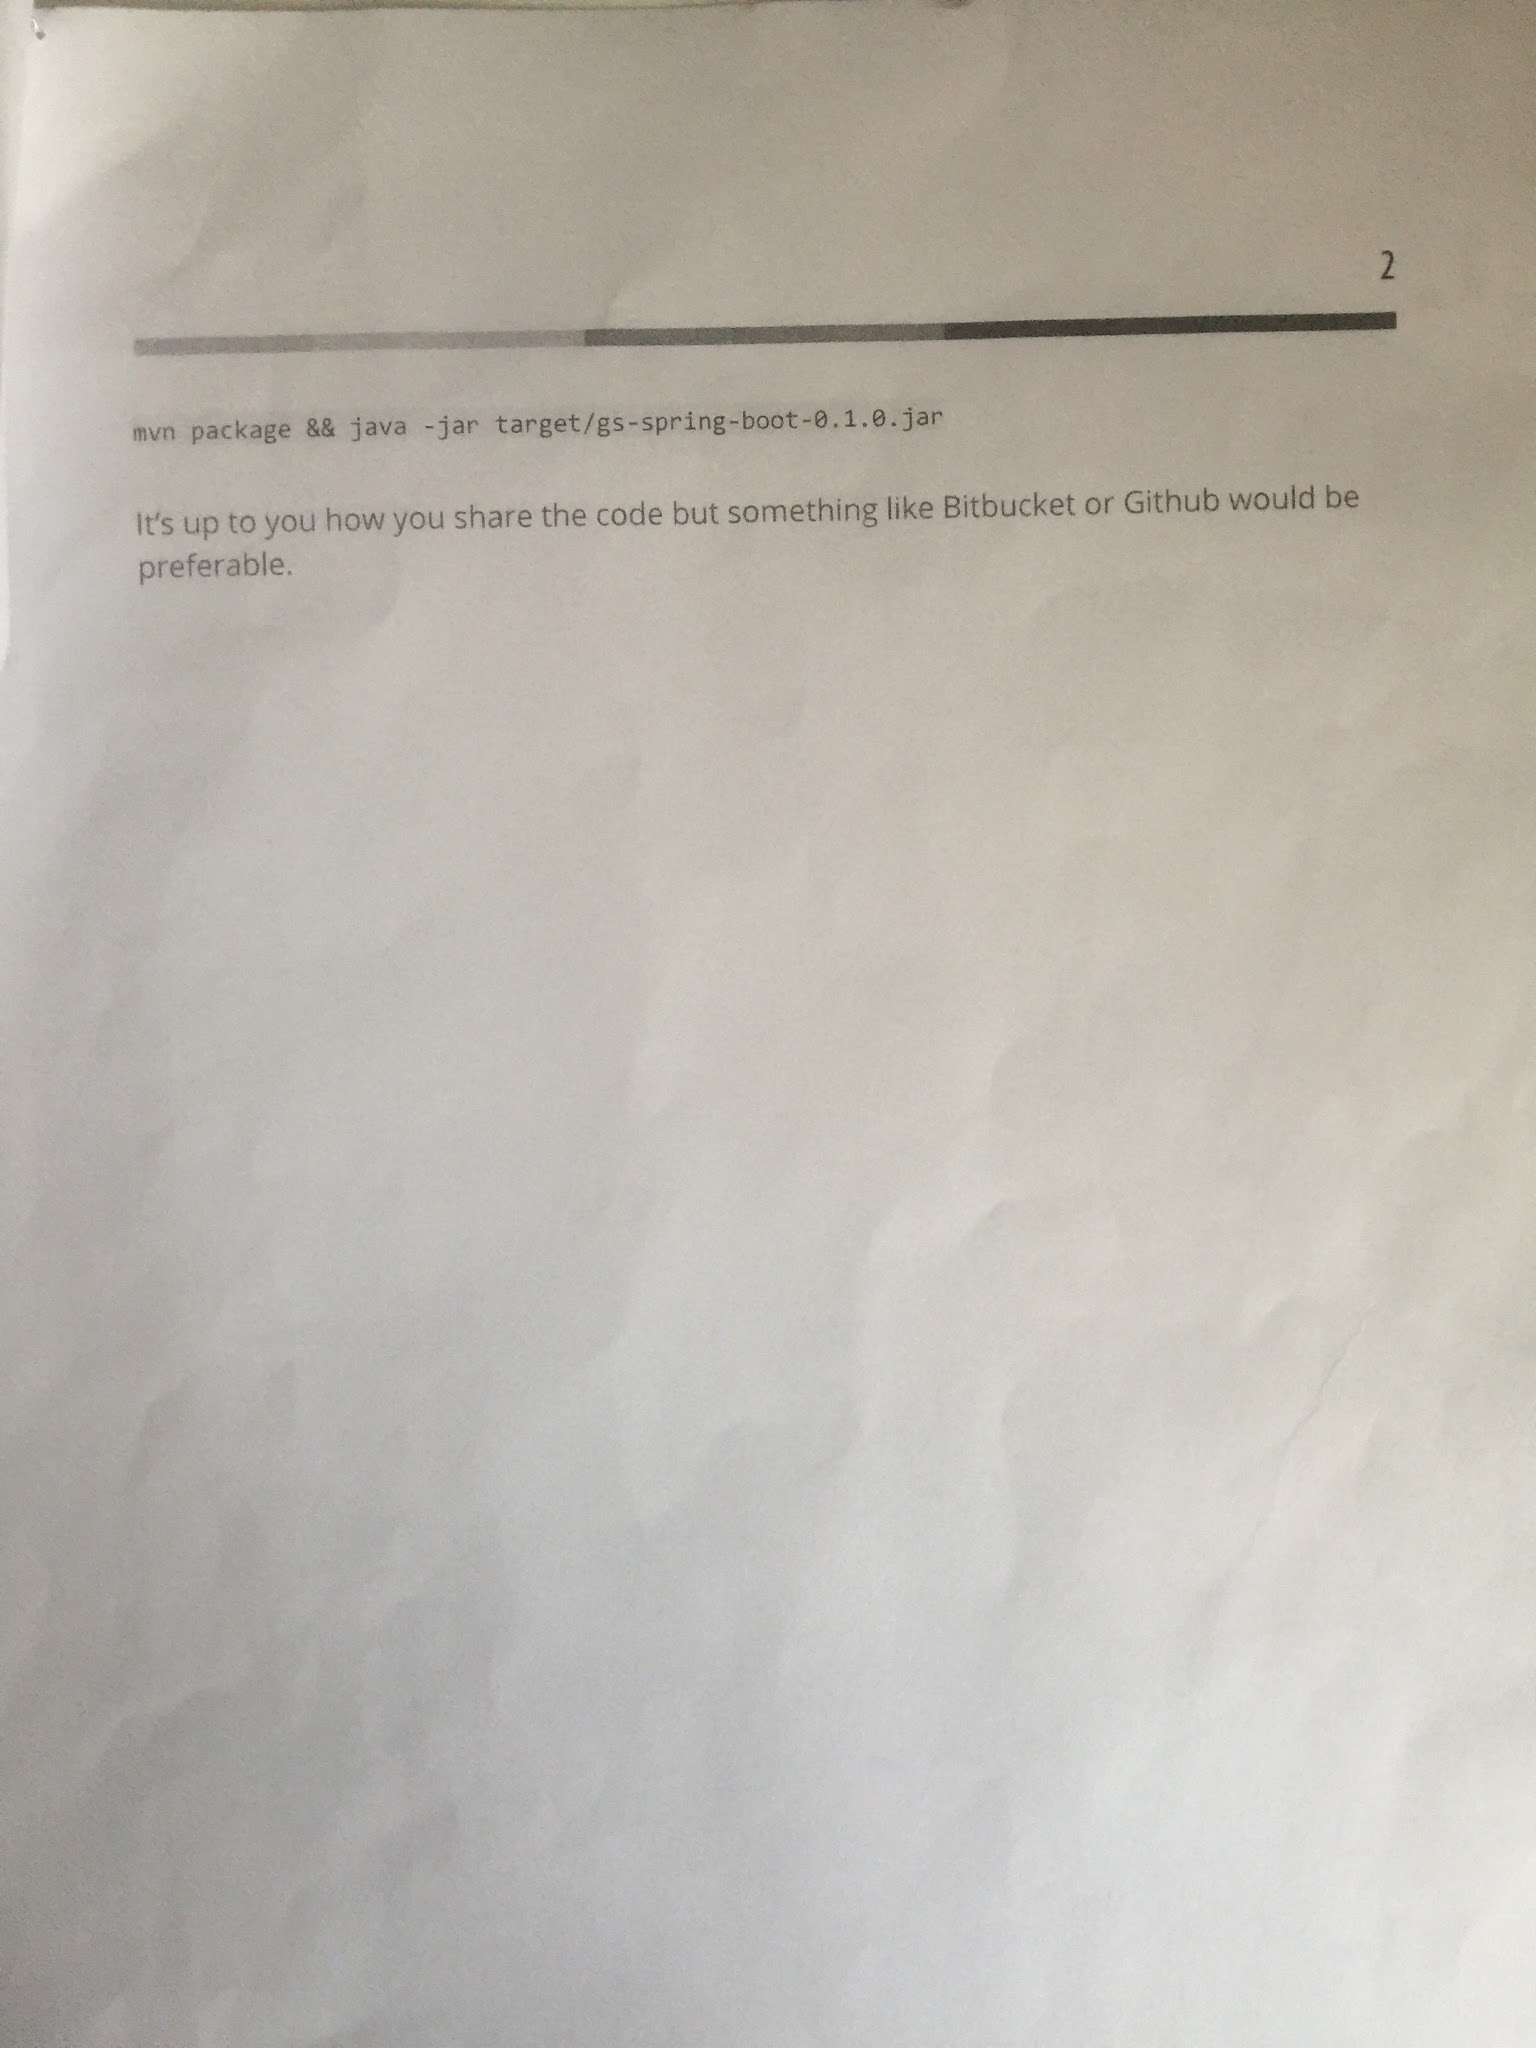 2
mvn package && java -jar target/gs-spring-boot-0.1.0.jar
It's up to you how you share the code but something like Bitbucket or Github would be
preferable.